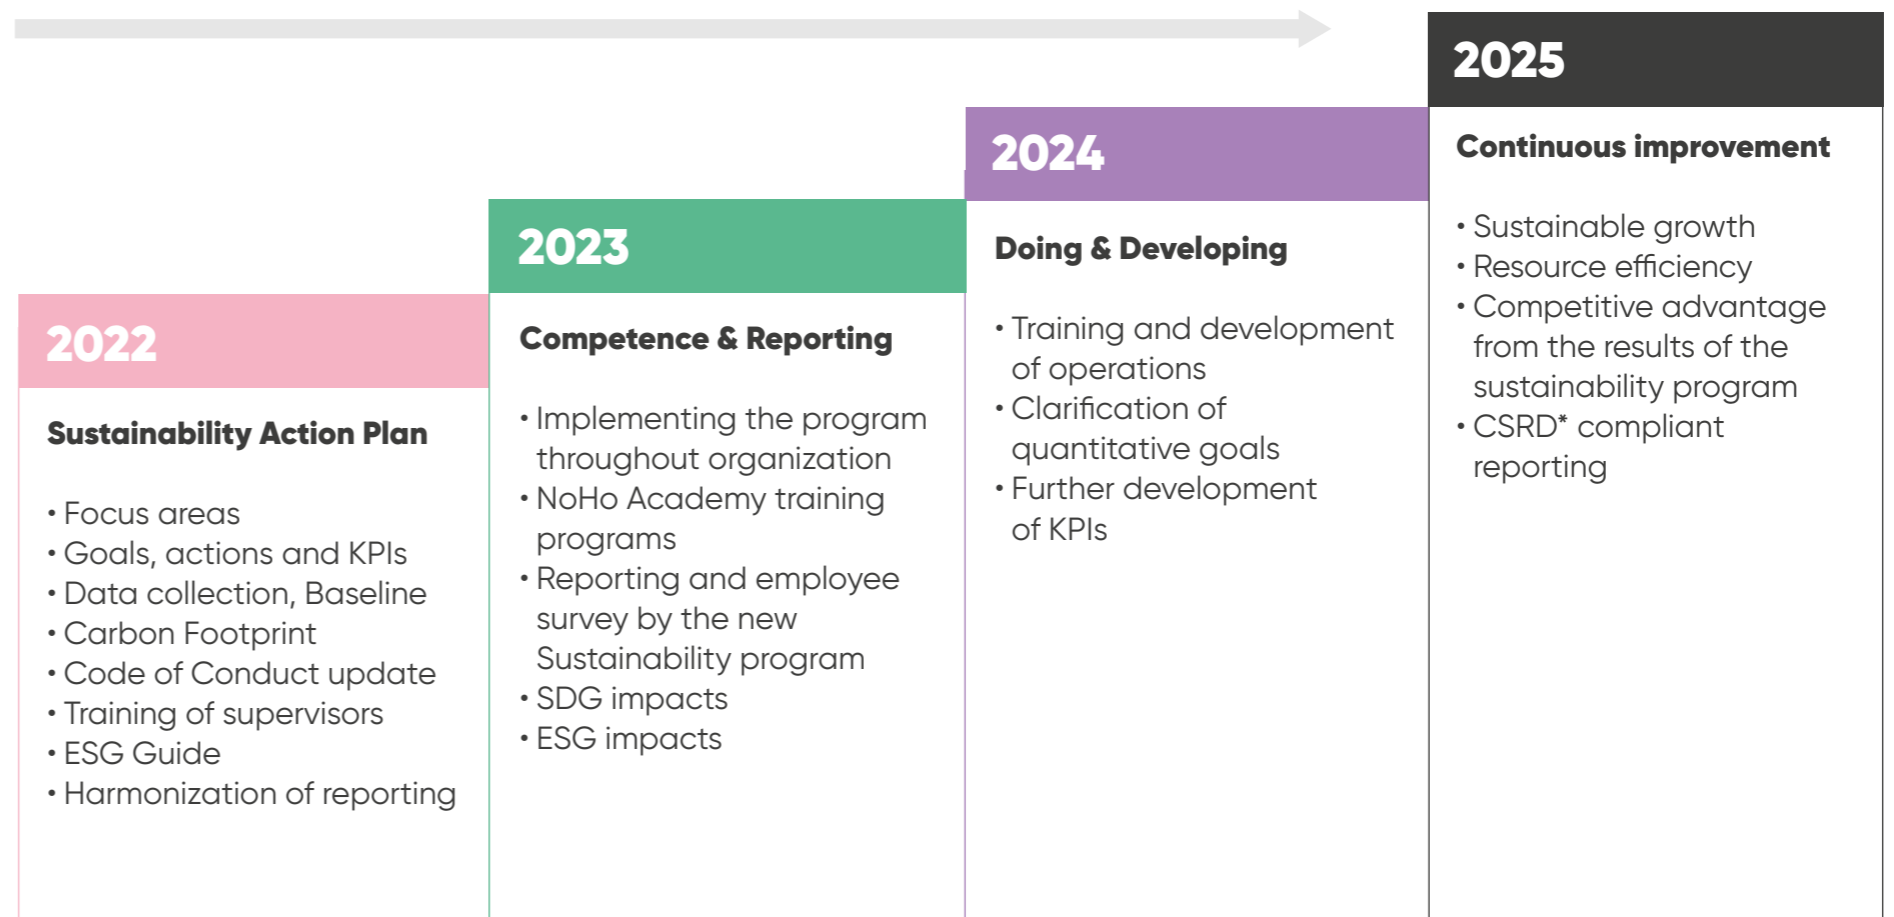 2022
Sustainability Action Plan
• Focus areas
• Goals, actions and KPIs
• Data collection, Baseline
• Carbon Footprint
• Code of Conduct update
• Training of supervisors
• ESG Guide
• Harmonization of reporting
2023
Competence & Reporting
• Implementing the program
throughout organization
• NoHo Academy training
programs
• Reporting and employee
survey by the new
Sustainability program
• SDG impacts
• ESG impacts
2024
Doing & Developing
• Training and development
of operations
• Clarification of
quantitative goals
• Further development
of KPIs
2025
Continuous improvement
• Sustainable growth
• Resource efficiency
• Competitive advantage
from the results of the
sustainability program
• CSRD* compliant
reporting